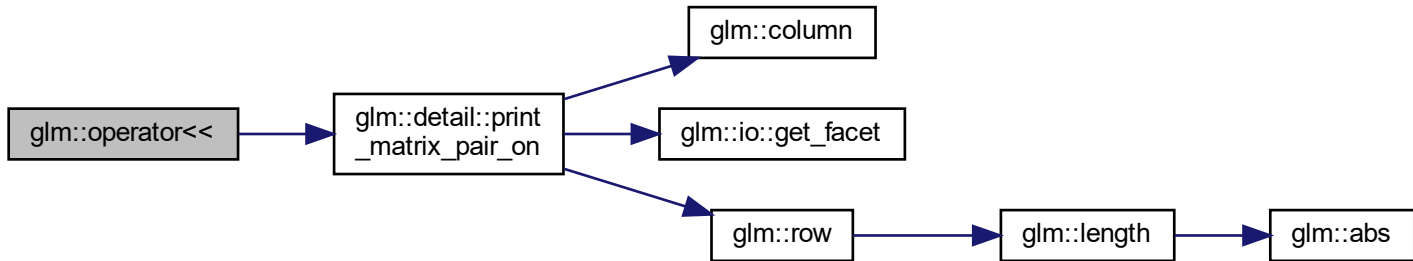 glm::column
glm::operator<<
glm::detail::print
_matrix_pair_on
glm::io::get_facet
glm::row
glm::length
glm::abs